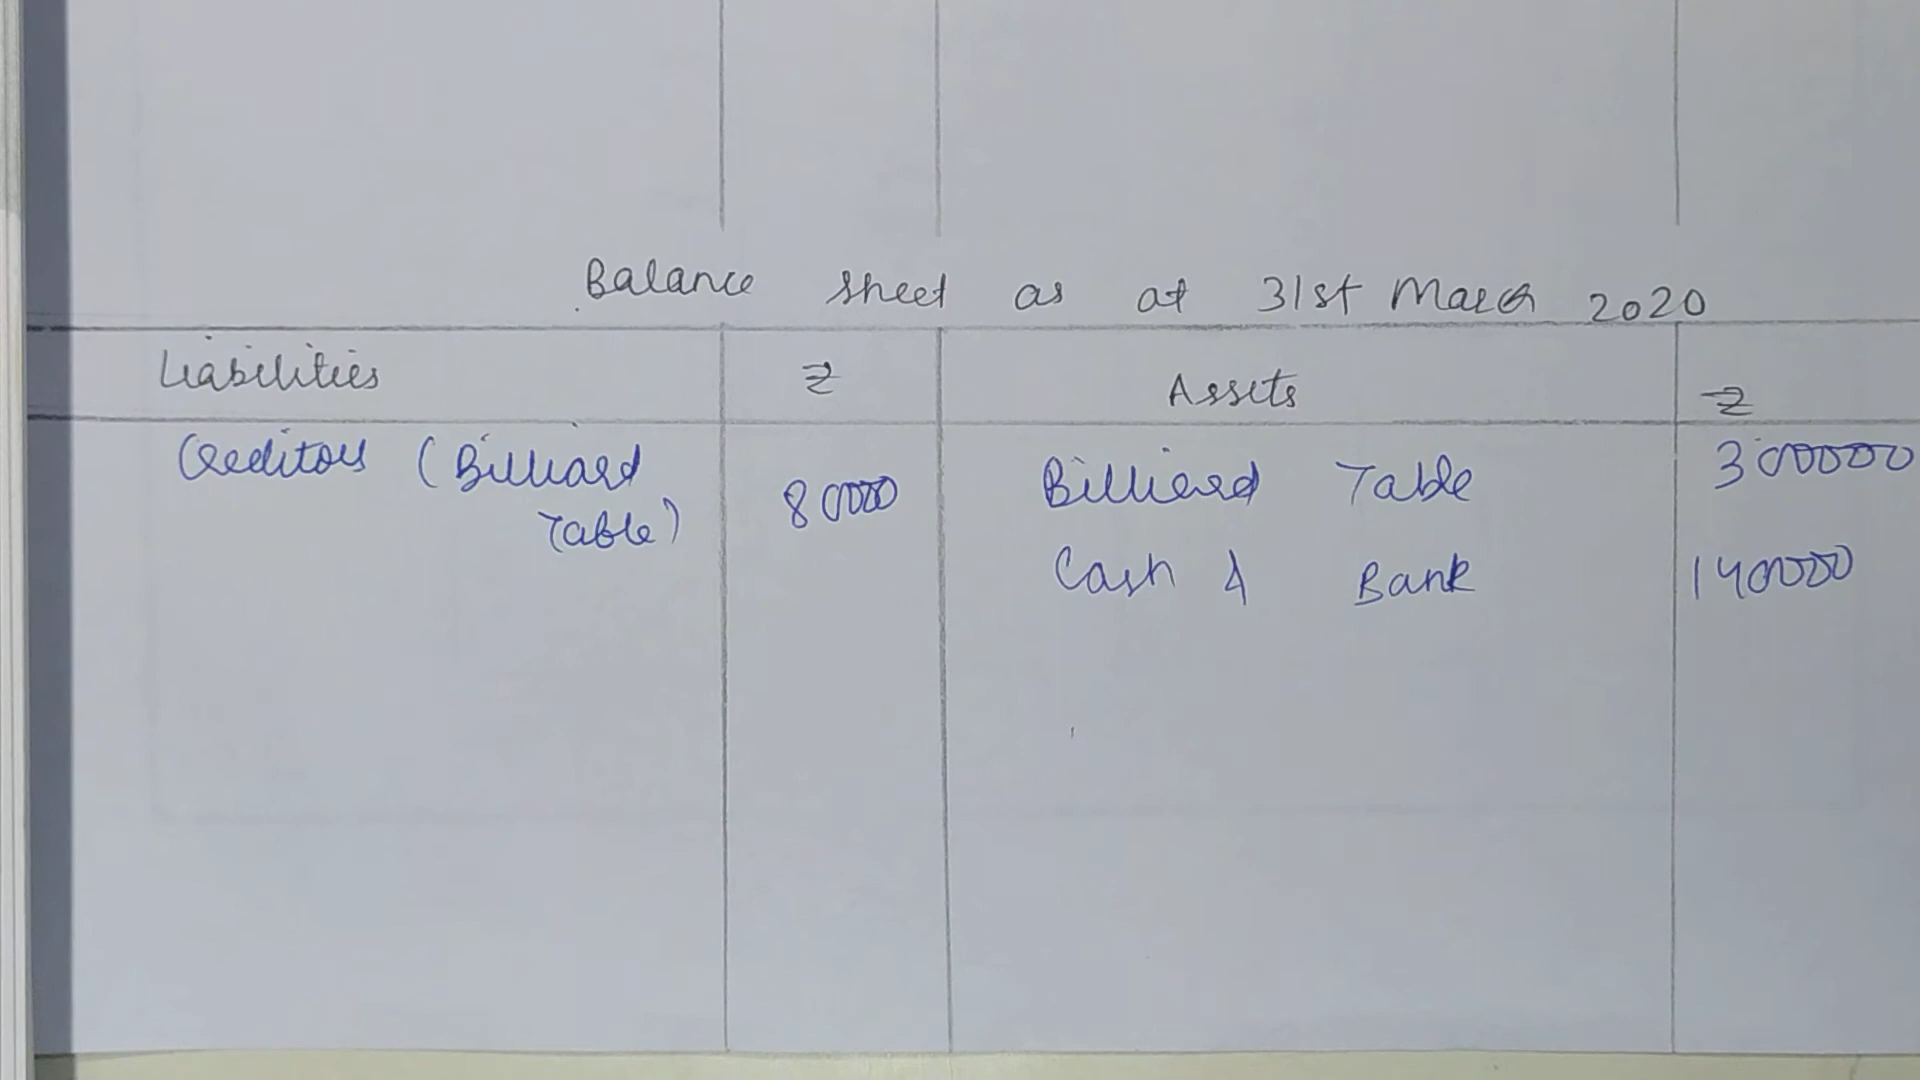 Balance sheet as at 31st March 2020
Liabilities ₹ Assets ₹
Creditors (Billiard Table) 80000 Billiard Table 300000
Cash & Bank 140000